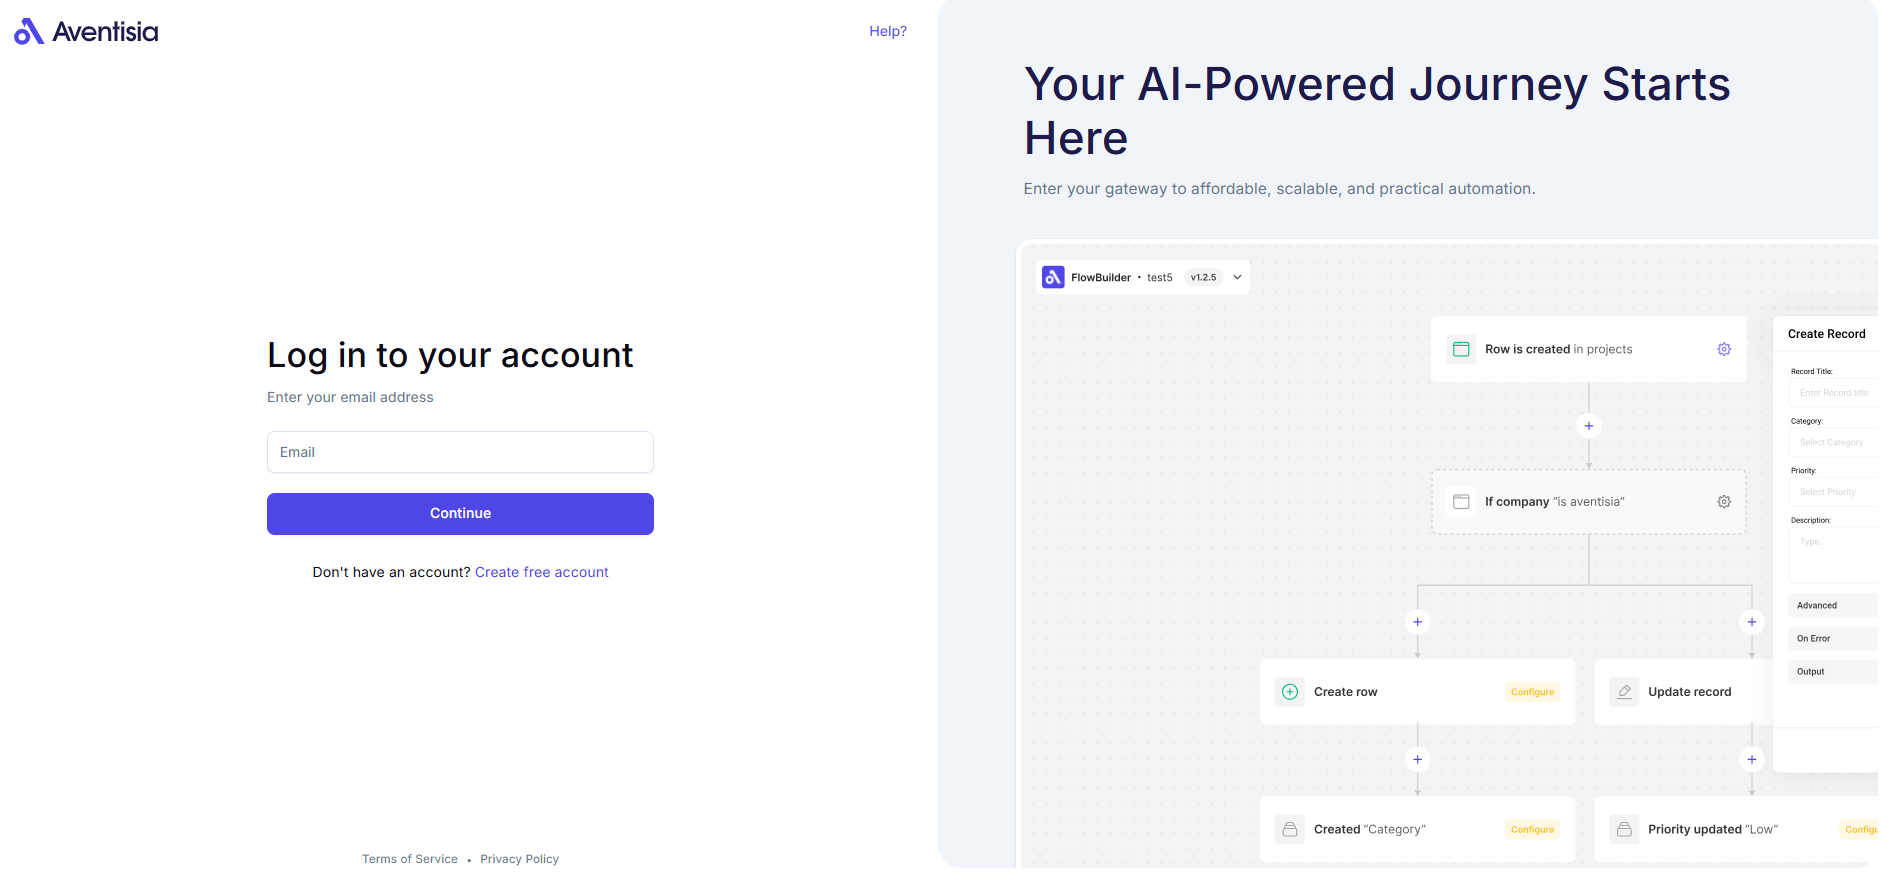 Aventisia
Help?
Log in to your account
Enter your email address
Email
Continue
Don't have an account? Create free account
Terms of Service • Privacy Policy
Your AI-Powered Journey Starts
Here
Enter your gateway to affordable, scalable, and practical automation.
FlowBuilder • test5 v1.2.5
Row is created in projects
If company “is aventisia”
Create row Configure
Update record
Created “Category” Configure
Priority updated “Low”
Create Record
Record Title:
Enter Record title
Category:
Select Category
Priority:
Select Priority
Description:
Type...
Advanced
On Error
Output